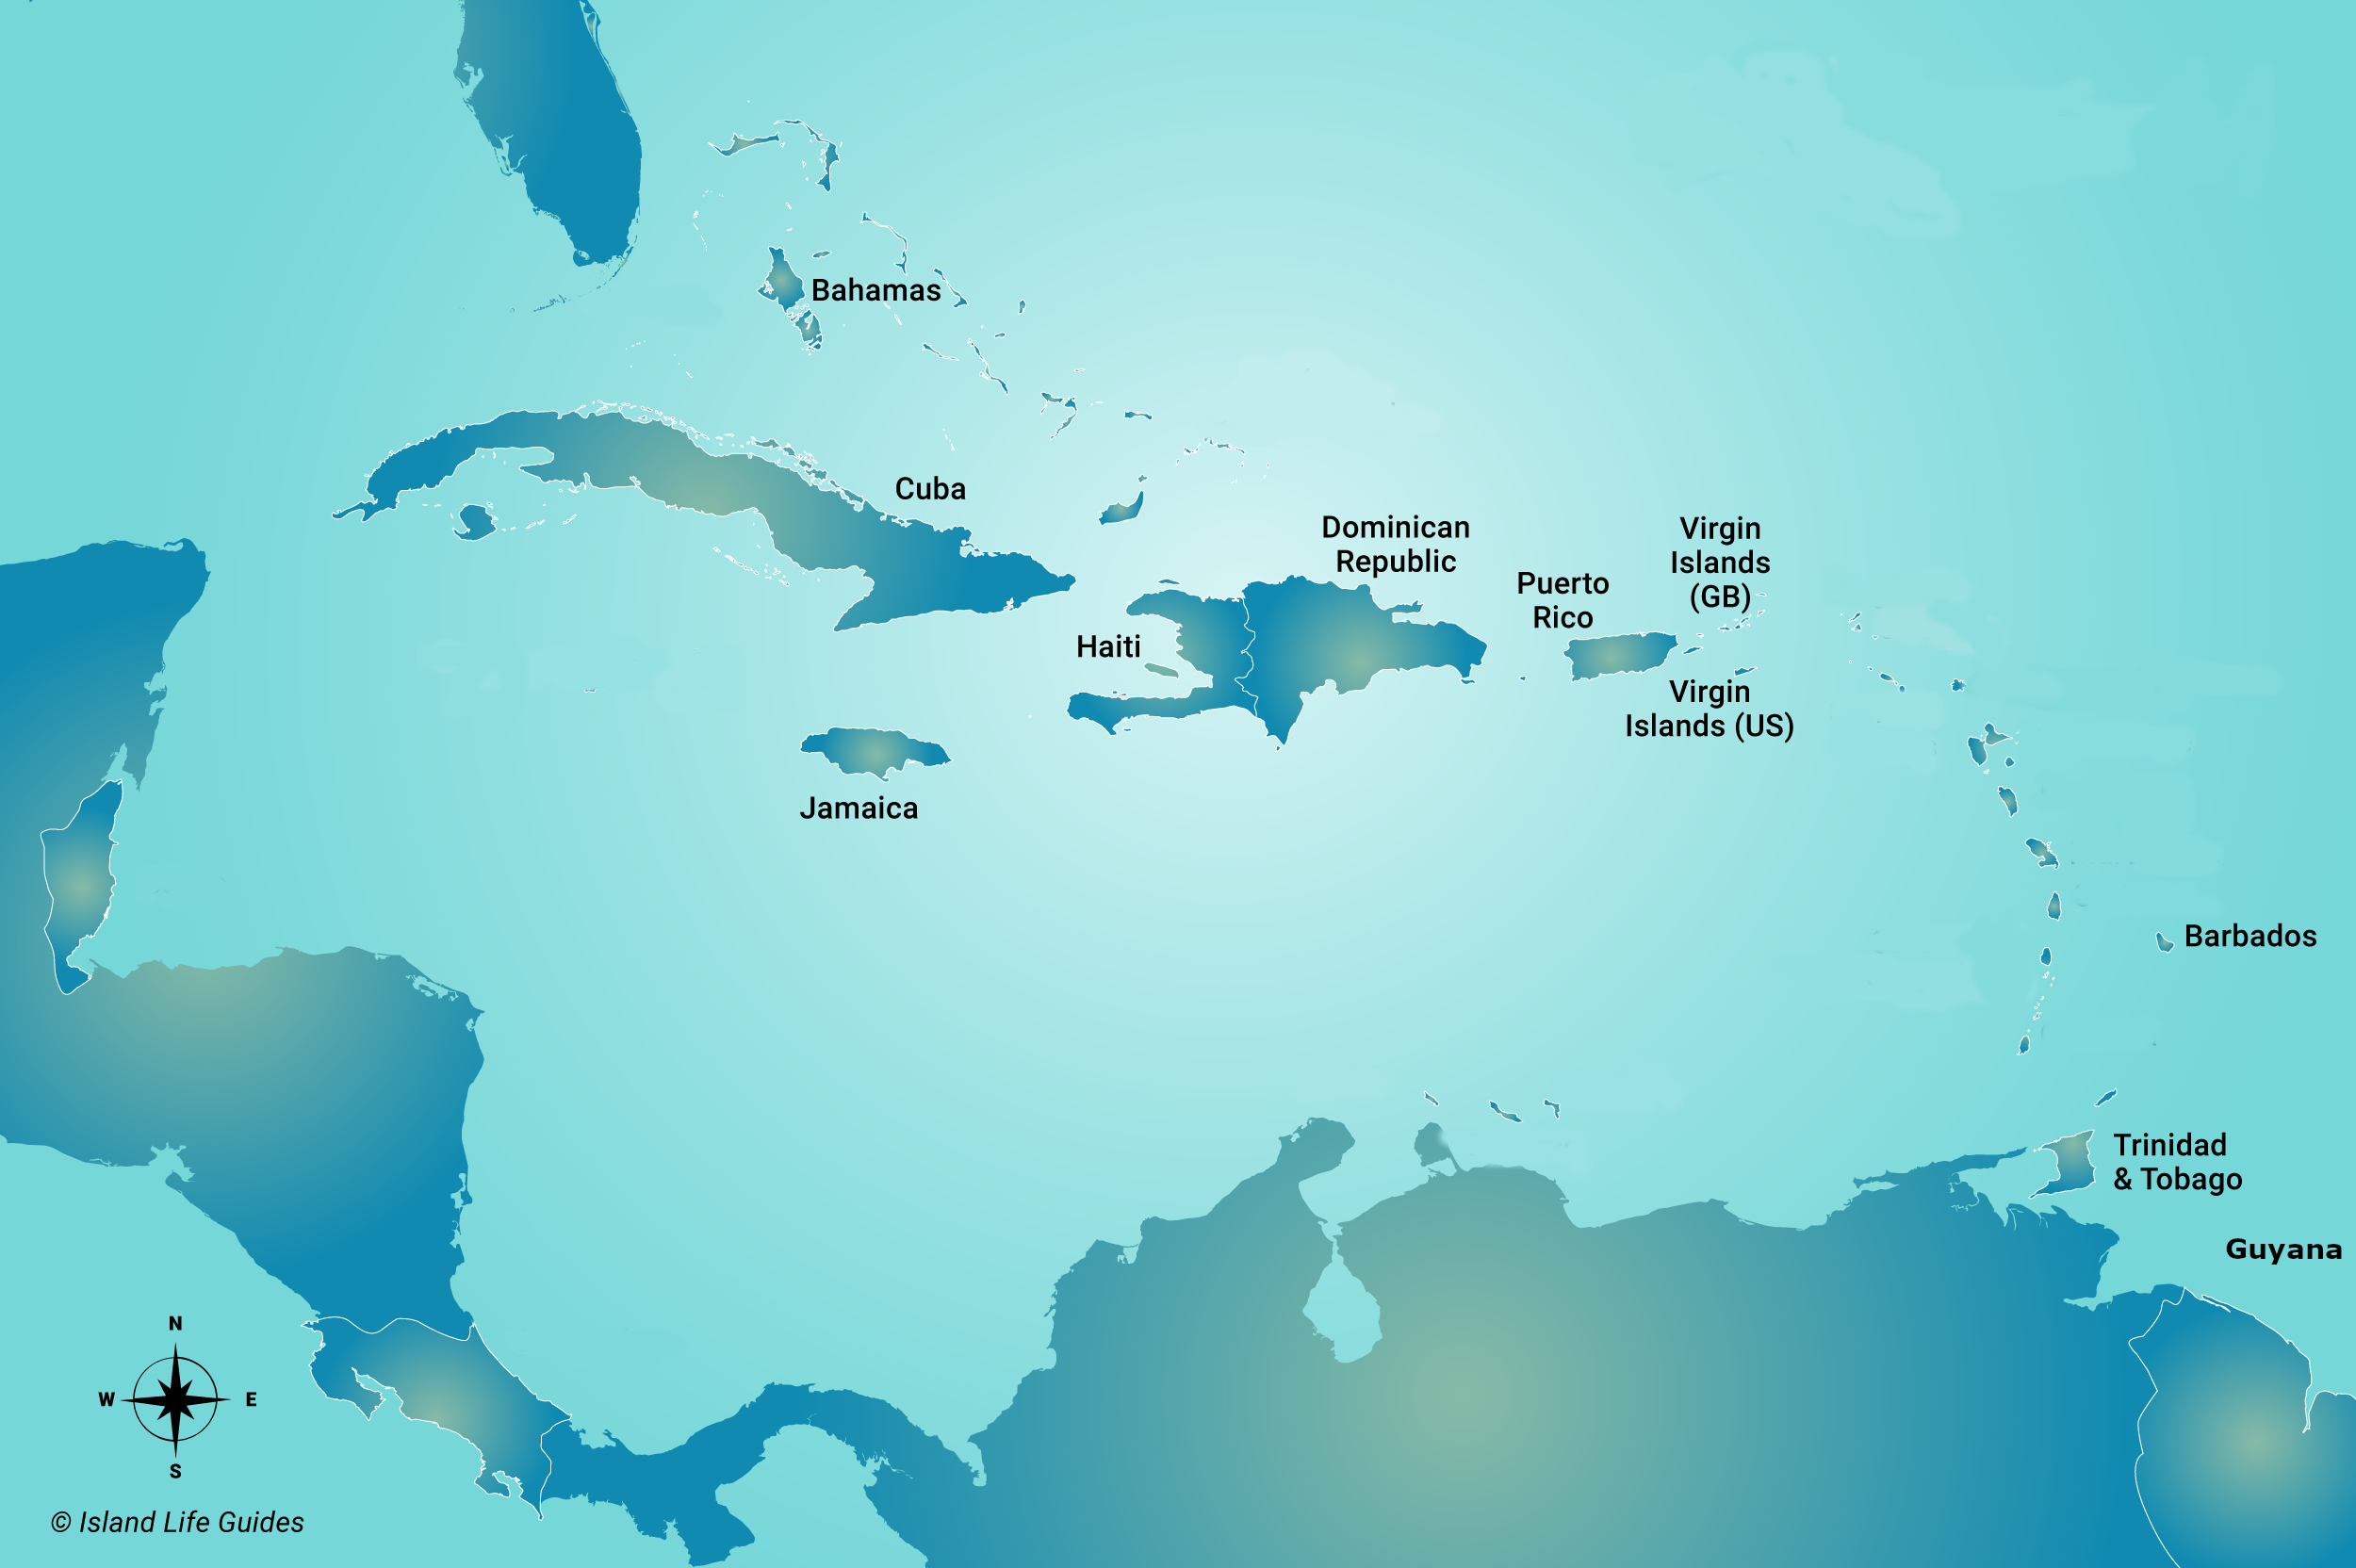 Bahamas
Cuba
Dominican
Republic
Virgin
Islands
(GB)
Puerto
Rico
Haiti
Virgin
Islands (US)
Jamaica
Barbados
Trinidad
& Tobago
Guyana
N
W
E
S
© Island Life Guides